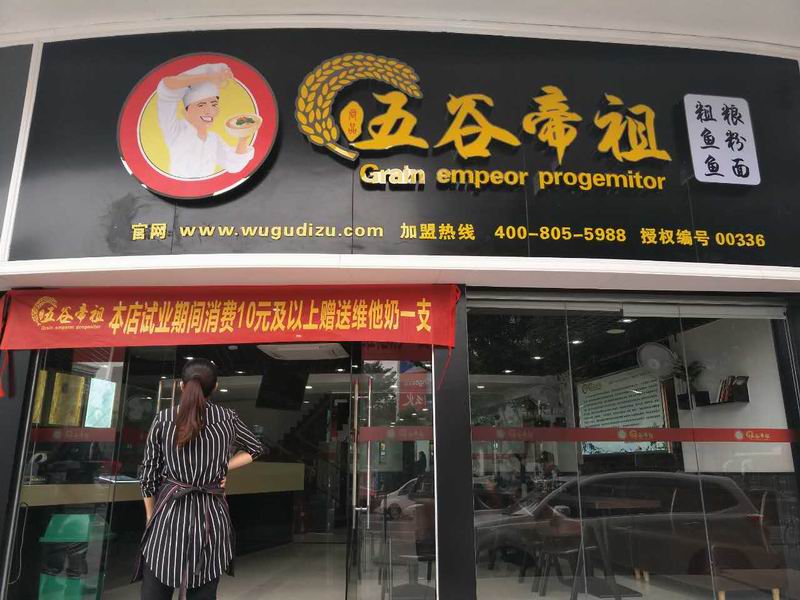 尚品
五谷帝祖
Grain empeor progemitor
粗粮
鱼粉
鱼面
官网 www.wugudizu.com 加盟热线 400-805-5988 授权编号 00336
五谷帝祖
Grain emperor progemitor
本店试业期间消费10元及以上赠送维他奶一支